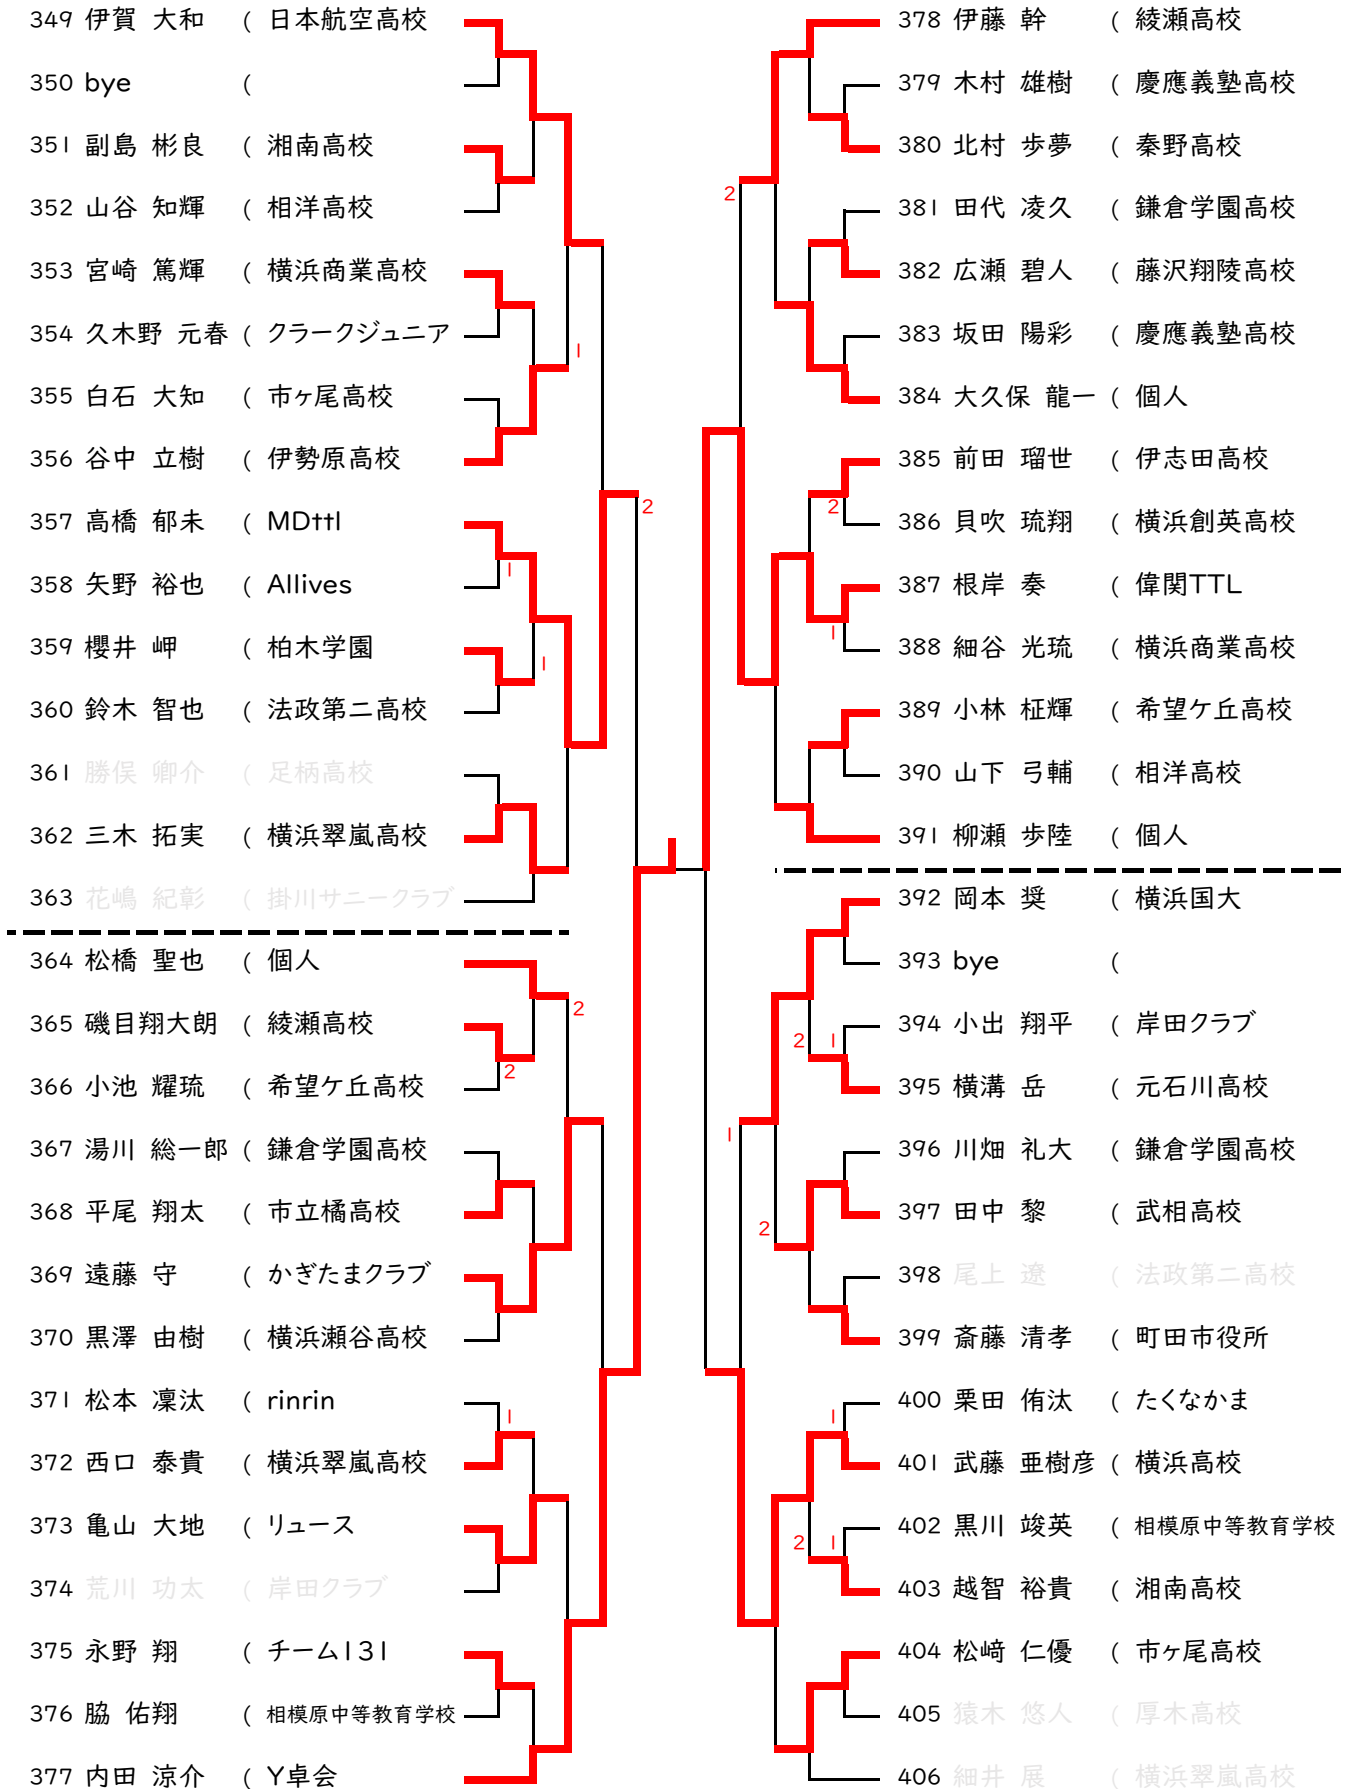 349 伊賀 大和 ( 日本航空高校
350 bye (
351 副島 彬良 ( 湘南高校
352 山谷 知輝 ( 相洋高校
353 宮崎 篤輝 ( 横浜商業高校
354 久木野 元春 ( クラークジュニア
1
355 白石 大知 ( 市ヶ尾高校
356 谷中 立樹 ( 伊勢原高校
2
357 高橋 郁未 ( MDttl
1
358 矢野 裕也 ( Allives
359 櫻井 岬 ( 柏木学園
1
360 鈴木 智也 ( 法政第二高校
361 勝俣 卿介 ( 足柄高校
362 三木 拓実 ( 横浜翠嵐高校
363 花嶋 紀彰 ( 掛川サニークラブ
364 松橋 聖也 ( 個人
2
365 磯目翔大朗 ( 綾瀬高校
2
366 小池 耀琉 ( 希望ケ丘高校
367 湯川 総一郎 ( 鎌倉学園高校
368 平尾 翔太 ( 市立橘高校
369 遠藤 守 ( かぎたまクラブ
370 黒澤 由樹 ( 横浜瀬谷高校
371 松本 凜汰 ( rinrin
1
372 西口 泰貴 ( 横浜翠嵐高校
373 亀山 大地 ( リュース
374 荒川 功太 ( 岸田クラブ
375 永野 翔 ( チーム131
376 脇 佑翔 ( 相模原中等教育学校
377 内田 涼介 ( Y卓会
378 伊藤 幹 ( 綾瀬高校
379 木村 雄樹 ( 慶應義塾高校
380 北村 歩夢 ( 秦野高校
2
381 田代 凌久 ( 鎌倉学園高校
382 広瀬 碧人 ( 藤沢翔陵高校
383 坂田 陽彩 ( 慶應義塾高校
384 大久保 龍一 ( 個人
385 前田 瑠世 ( 伊志田高校
2
386 貝吹 琉翔 ( 横浜創英高校
387 根岸 奏 ( 偉関TTL
1
388 細谷 光琉 ( 横浜商業高校
389 小林 柾輝 ( 希望ケ丘高校
390 山下 弓輔 ( 相洋高校
391 柳瀬 歩陸 ( 個人
392 岡本 奨 ( 横浜国大
393 bye (
394 小出 翔平 ( 岸田クラブ
2 1
395 横溝 岳 ( 元石川高校
1
396 川畑 礼大 ( 鎌倉学園高校
397 田中 黎 ( 武相高校
2
398 尾上 遼 ( 法政第二高校
399 斎藤 清孝 ( 町田市役所
400 栗田 侑汰 ( たくなかま
1
401 武藤 亜樹彦 ( 横浜高校
402 黒川 竣英 ( 相模原中等教育学校
2 1
403 越智 裕貴 ( 湘南高校
404 松﨑 仁優 ( 市ヶ尾高校
405 猿木 悠人 ( 厚木高校
406 細井 展 ( 横浜翠嵐高校